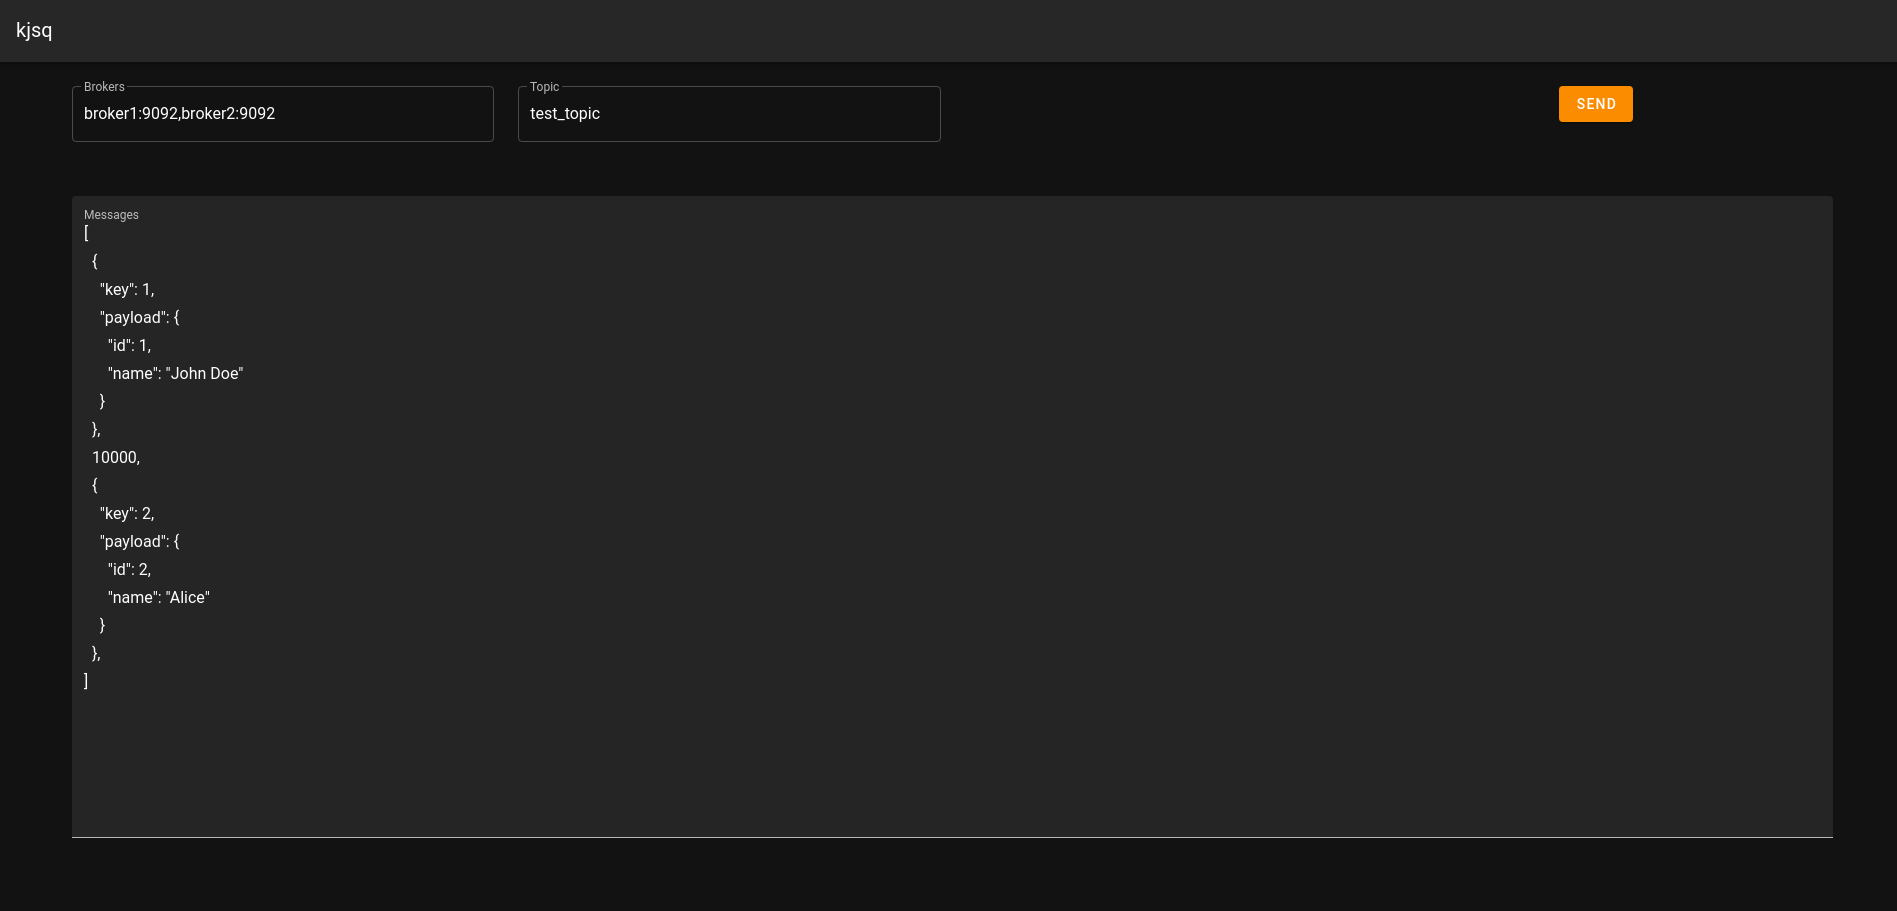 kjsq
Brokers
broker1:9092,broker2:9092
Topic
test_topic
SEND
Messages
[
  {
    "key": 1,
    "payload": {
      "id": 1,
      "name": "John Doe"
    }
  },
  10000,
  {
    "key": 2,
    "payload": {
      "id": 2,
      "name": "Alice"
    }
  },
]